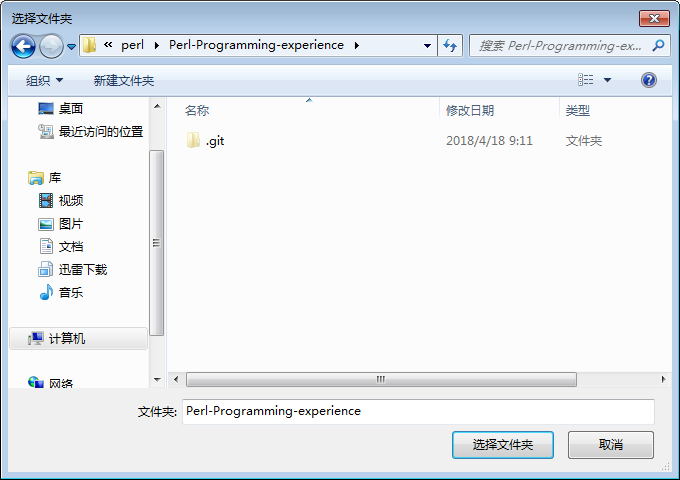 选择文件夹
« perl Perl-Programming-experience
搜索 Perl-Programming-ex...
组织 新建文件夹
桌面
最近访问的位置
库
视频
图片
文档
迅雷下载
音乐
计算机
网络
名称 修改日期 类型
.git 2018/4/18 9:11 文件夹
文件夹: Perl-Programming-experience
选择文件夹 取消